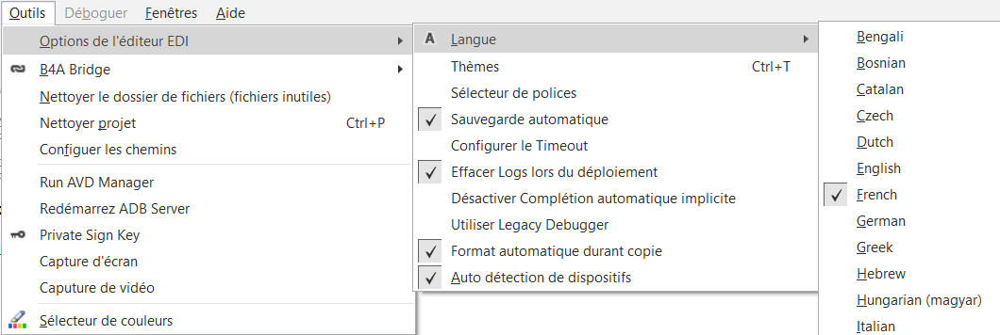 Outils Déboguer Fenêtres Aide
Options de l'éditeur EDI
B4A Bridge
Nettoyer le dossier de fichiers (fichiers inutiles)
Nettoyer projet Ctrl+P
Configuer les chemins
Run AVD Manager
Redémarrez ADB Server
Private Sign Key
Capture d'écran
Caputure de vidéo
Sélecteur de couleurs
A Langue
Thèmes Ctrl+T
Sélecteur de polices
Sauvegarde automatique
Configurer le Timeout
Effacer Logs lors du déploiement
Désactiver Complétion automatique implicite
Utiliser Legacy Debugger
Format automatique durant copie
Auto détection de dispositifs
Bengali
Bosnian
Catalan
Czech
Dutch
English
French
German
Greek
Hebrew
Hungarian (magyar)
Italian